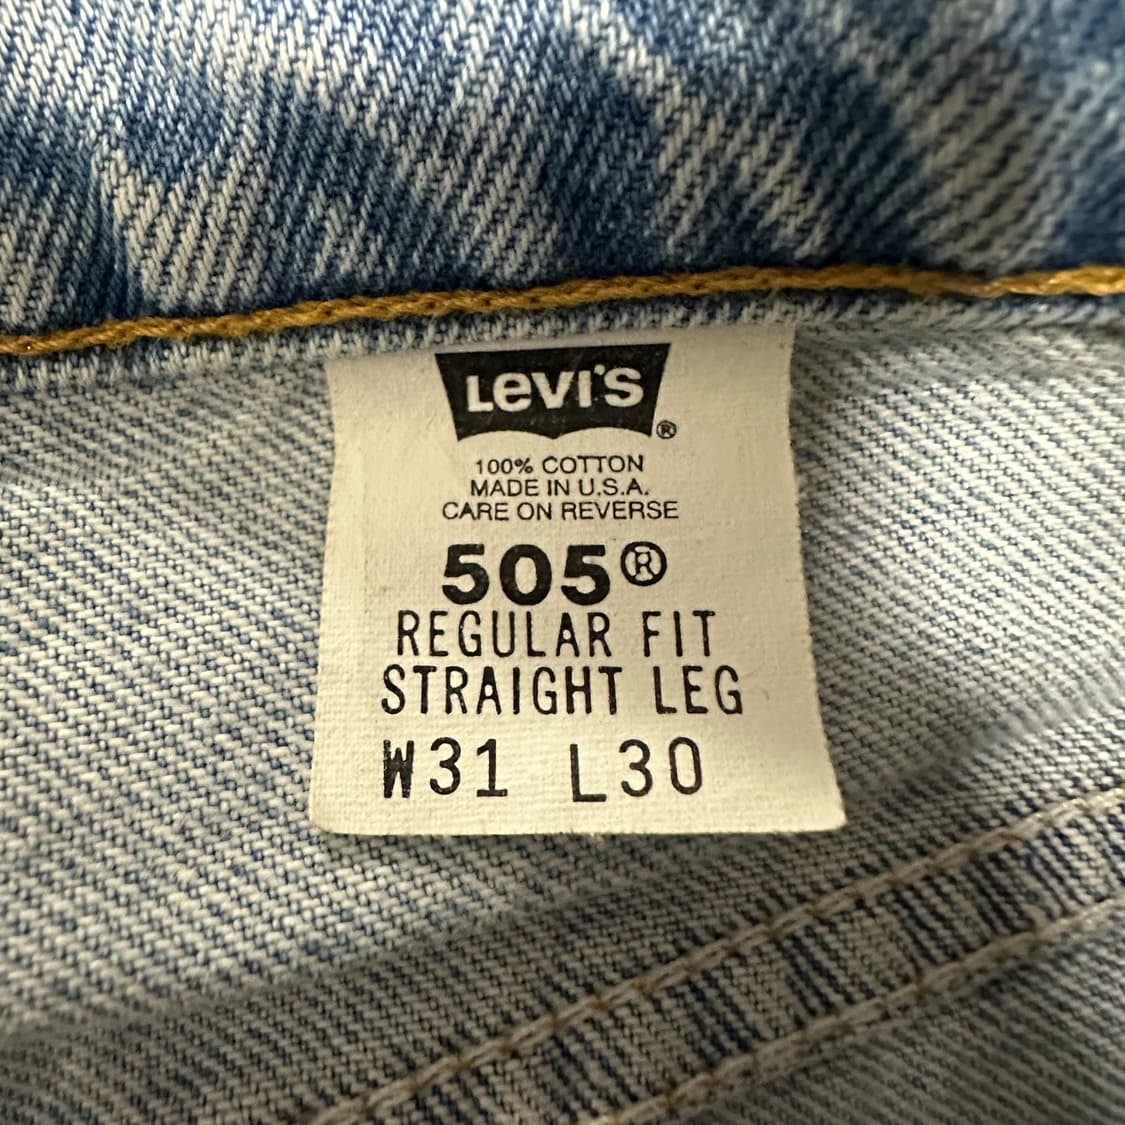 LEVI'S®
100% COTTON
MADE IN U.S.A.
CARE ON REVERSE
505®
REGULAR FIT
STRAIGHT LEG
W31 L30